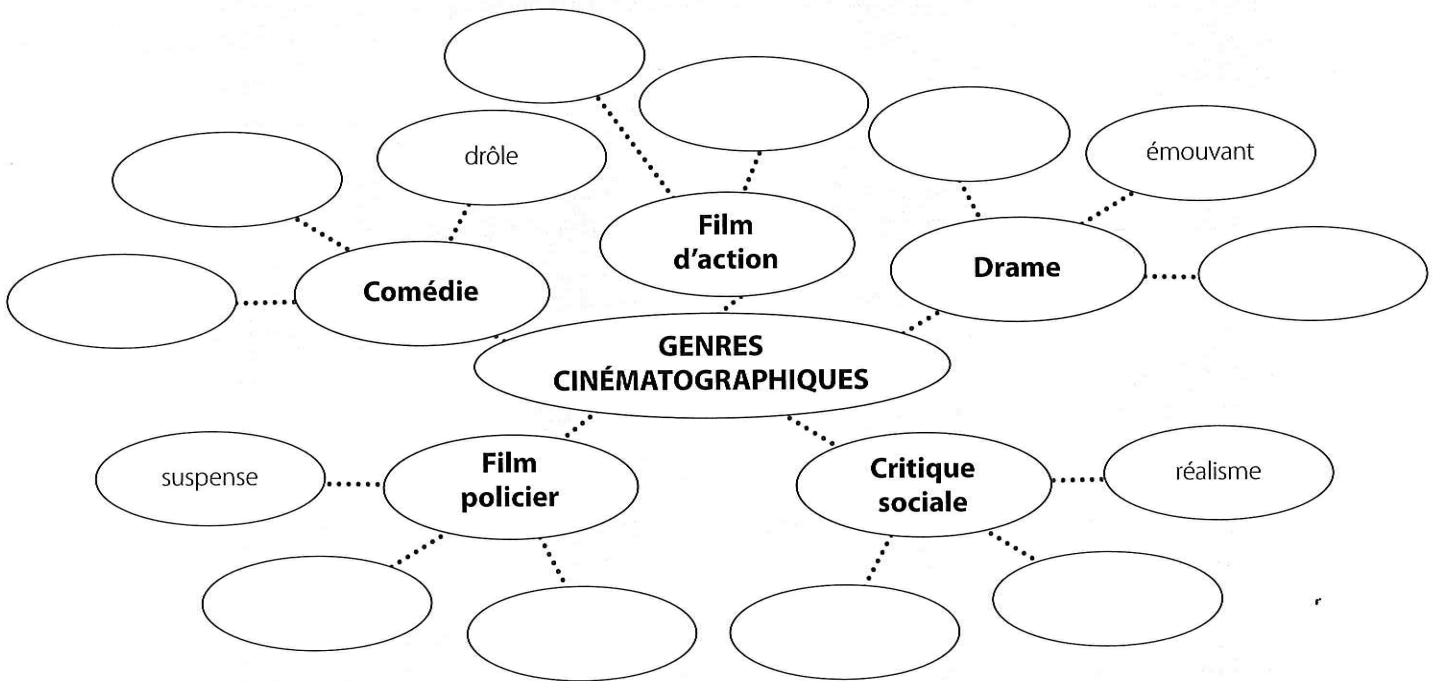 drôle
émouvant
Film
d'action
Comédie
Drame
GENRES
CINÉMATOGRAPHIQUES
suspense
Film
policier
Critique
sociale
réalisme